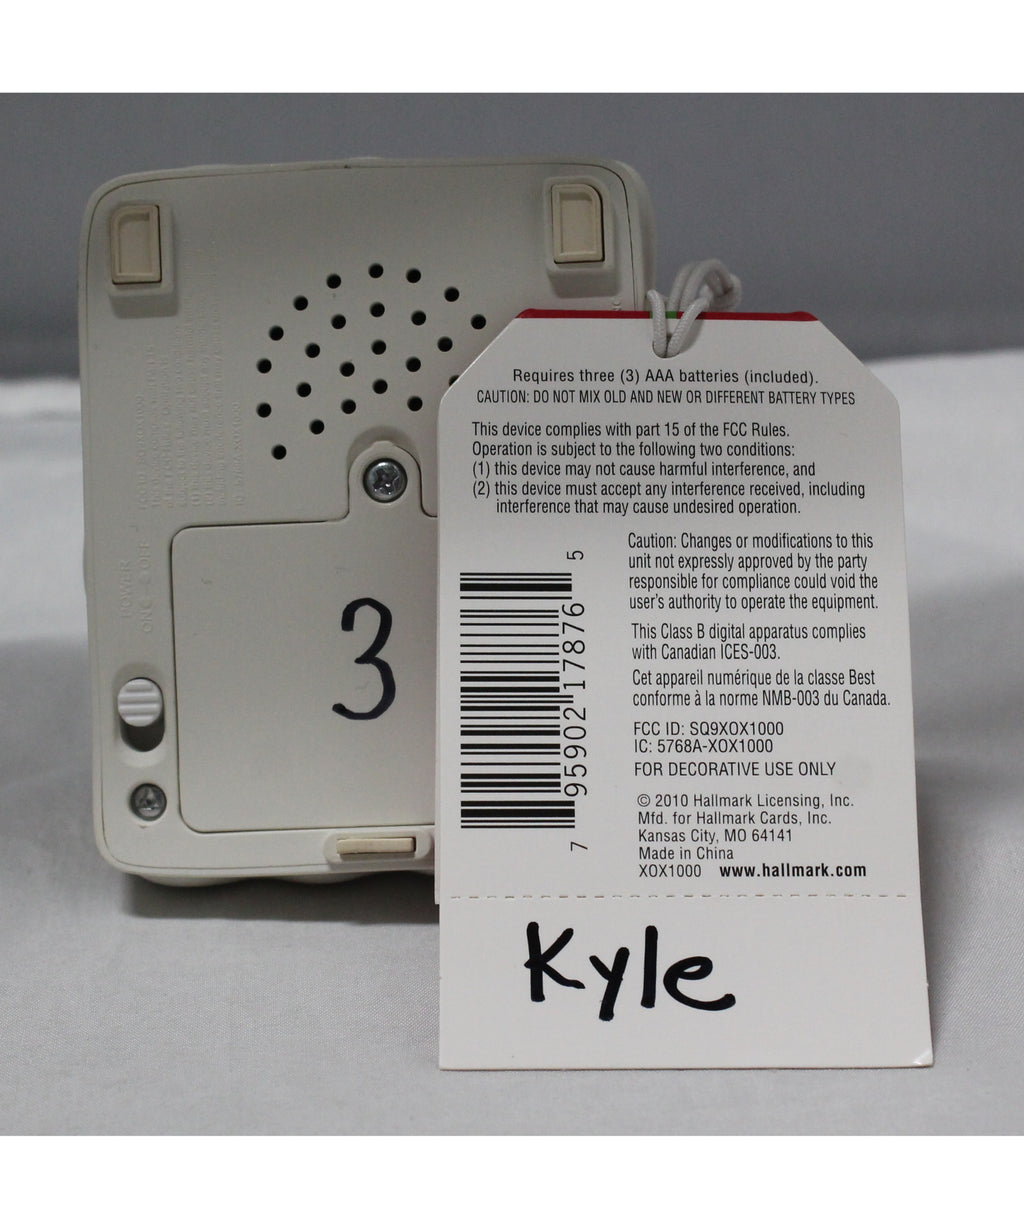 POWER
3
Requires three (3) AAA batteries (included).
CAUTION: DO NOT MIX OLD AND NEW OR DIFFERENT BATTERY TYPES
This device complies with part 15 of the FCC Rules.
Operation is subject to the following two conditions:
(1) this device may not cause harmful interference, and
(2) this device must accept any interference received, including
interference that may cause undesired operation.
Caution: Changes or modifications to this
unit not expressly approved by the party
responsible for compliance could void the
user's authority to operate the equipment.
This Class B digital apparatus complies
with Canadian ICES-003.
Cet appareil numérique de la classe Best
conforme à la norme NMB-003 du Canada.
FCC ID: SQ9XOX1000
IC: 5768A-XOX1000
FOR DECORATIVE USE ONLY
© 2010 Hallmark Licensing, Inc.
Mfd. for Hallmark Cards, Inc.
Kansas City, MO 64141
Made in China
XOX1000 www.hallmark.com
7 95902 17876 5
Kyle